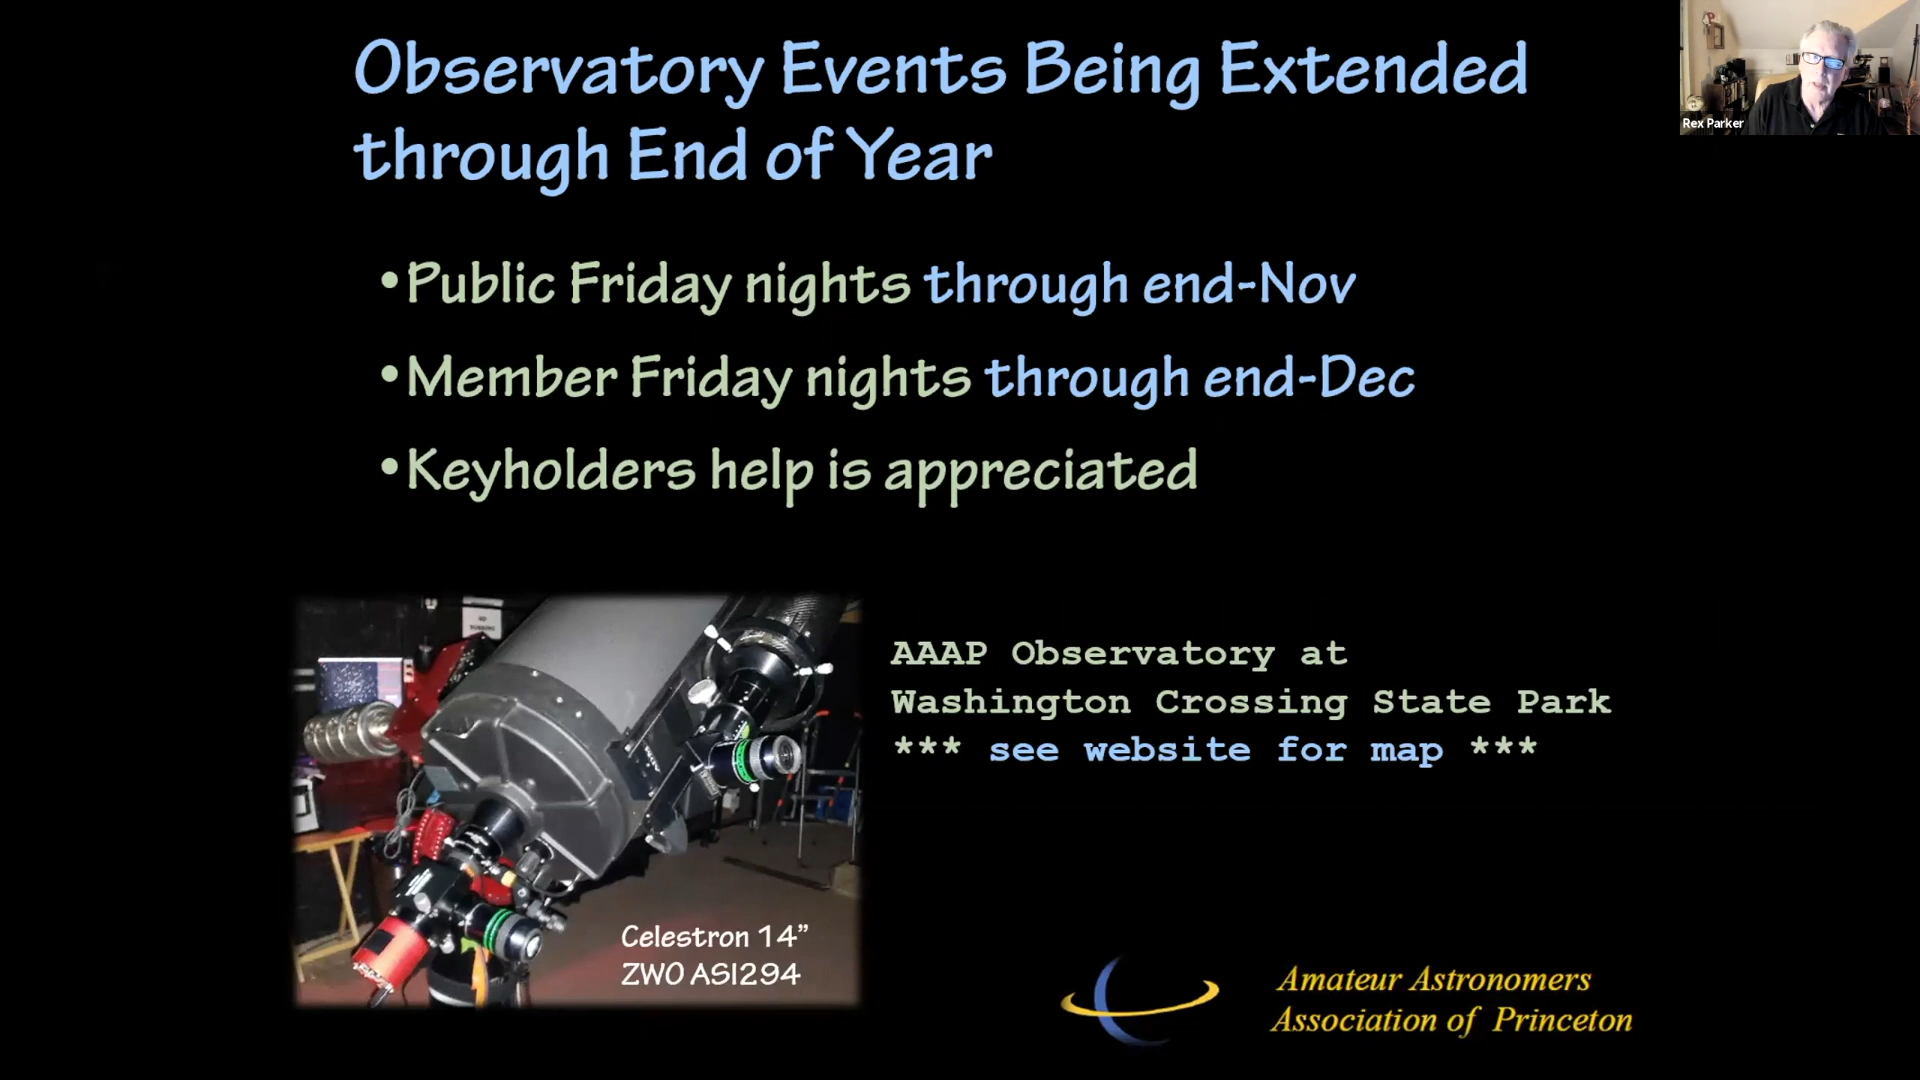 Observatory Events Being Extended
through End of Year
Rex Parker
•Public Friday nights through end-Nov
•Member Friday nights through end-Dec
•Keyholders help is appreciated
AAAP Observatory at
Washington Crossing State Park
*** see website for map ***
Celestron 14”
ZWO ASI294
Amateur Astronomers
Association of Princeton